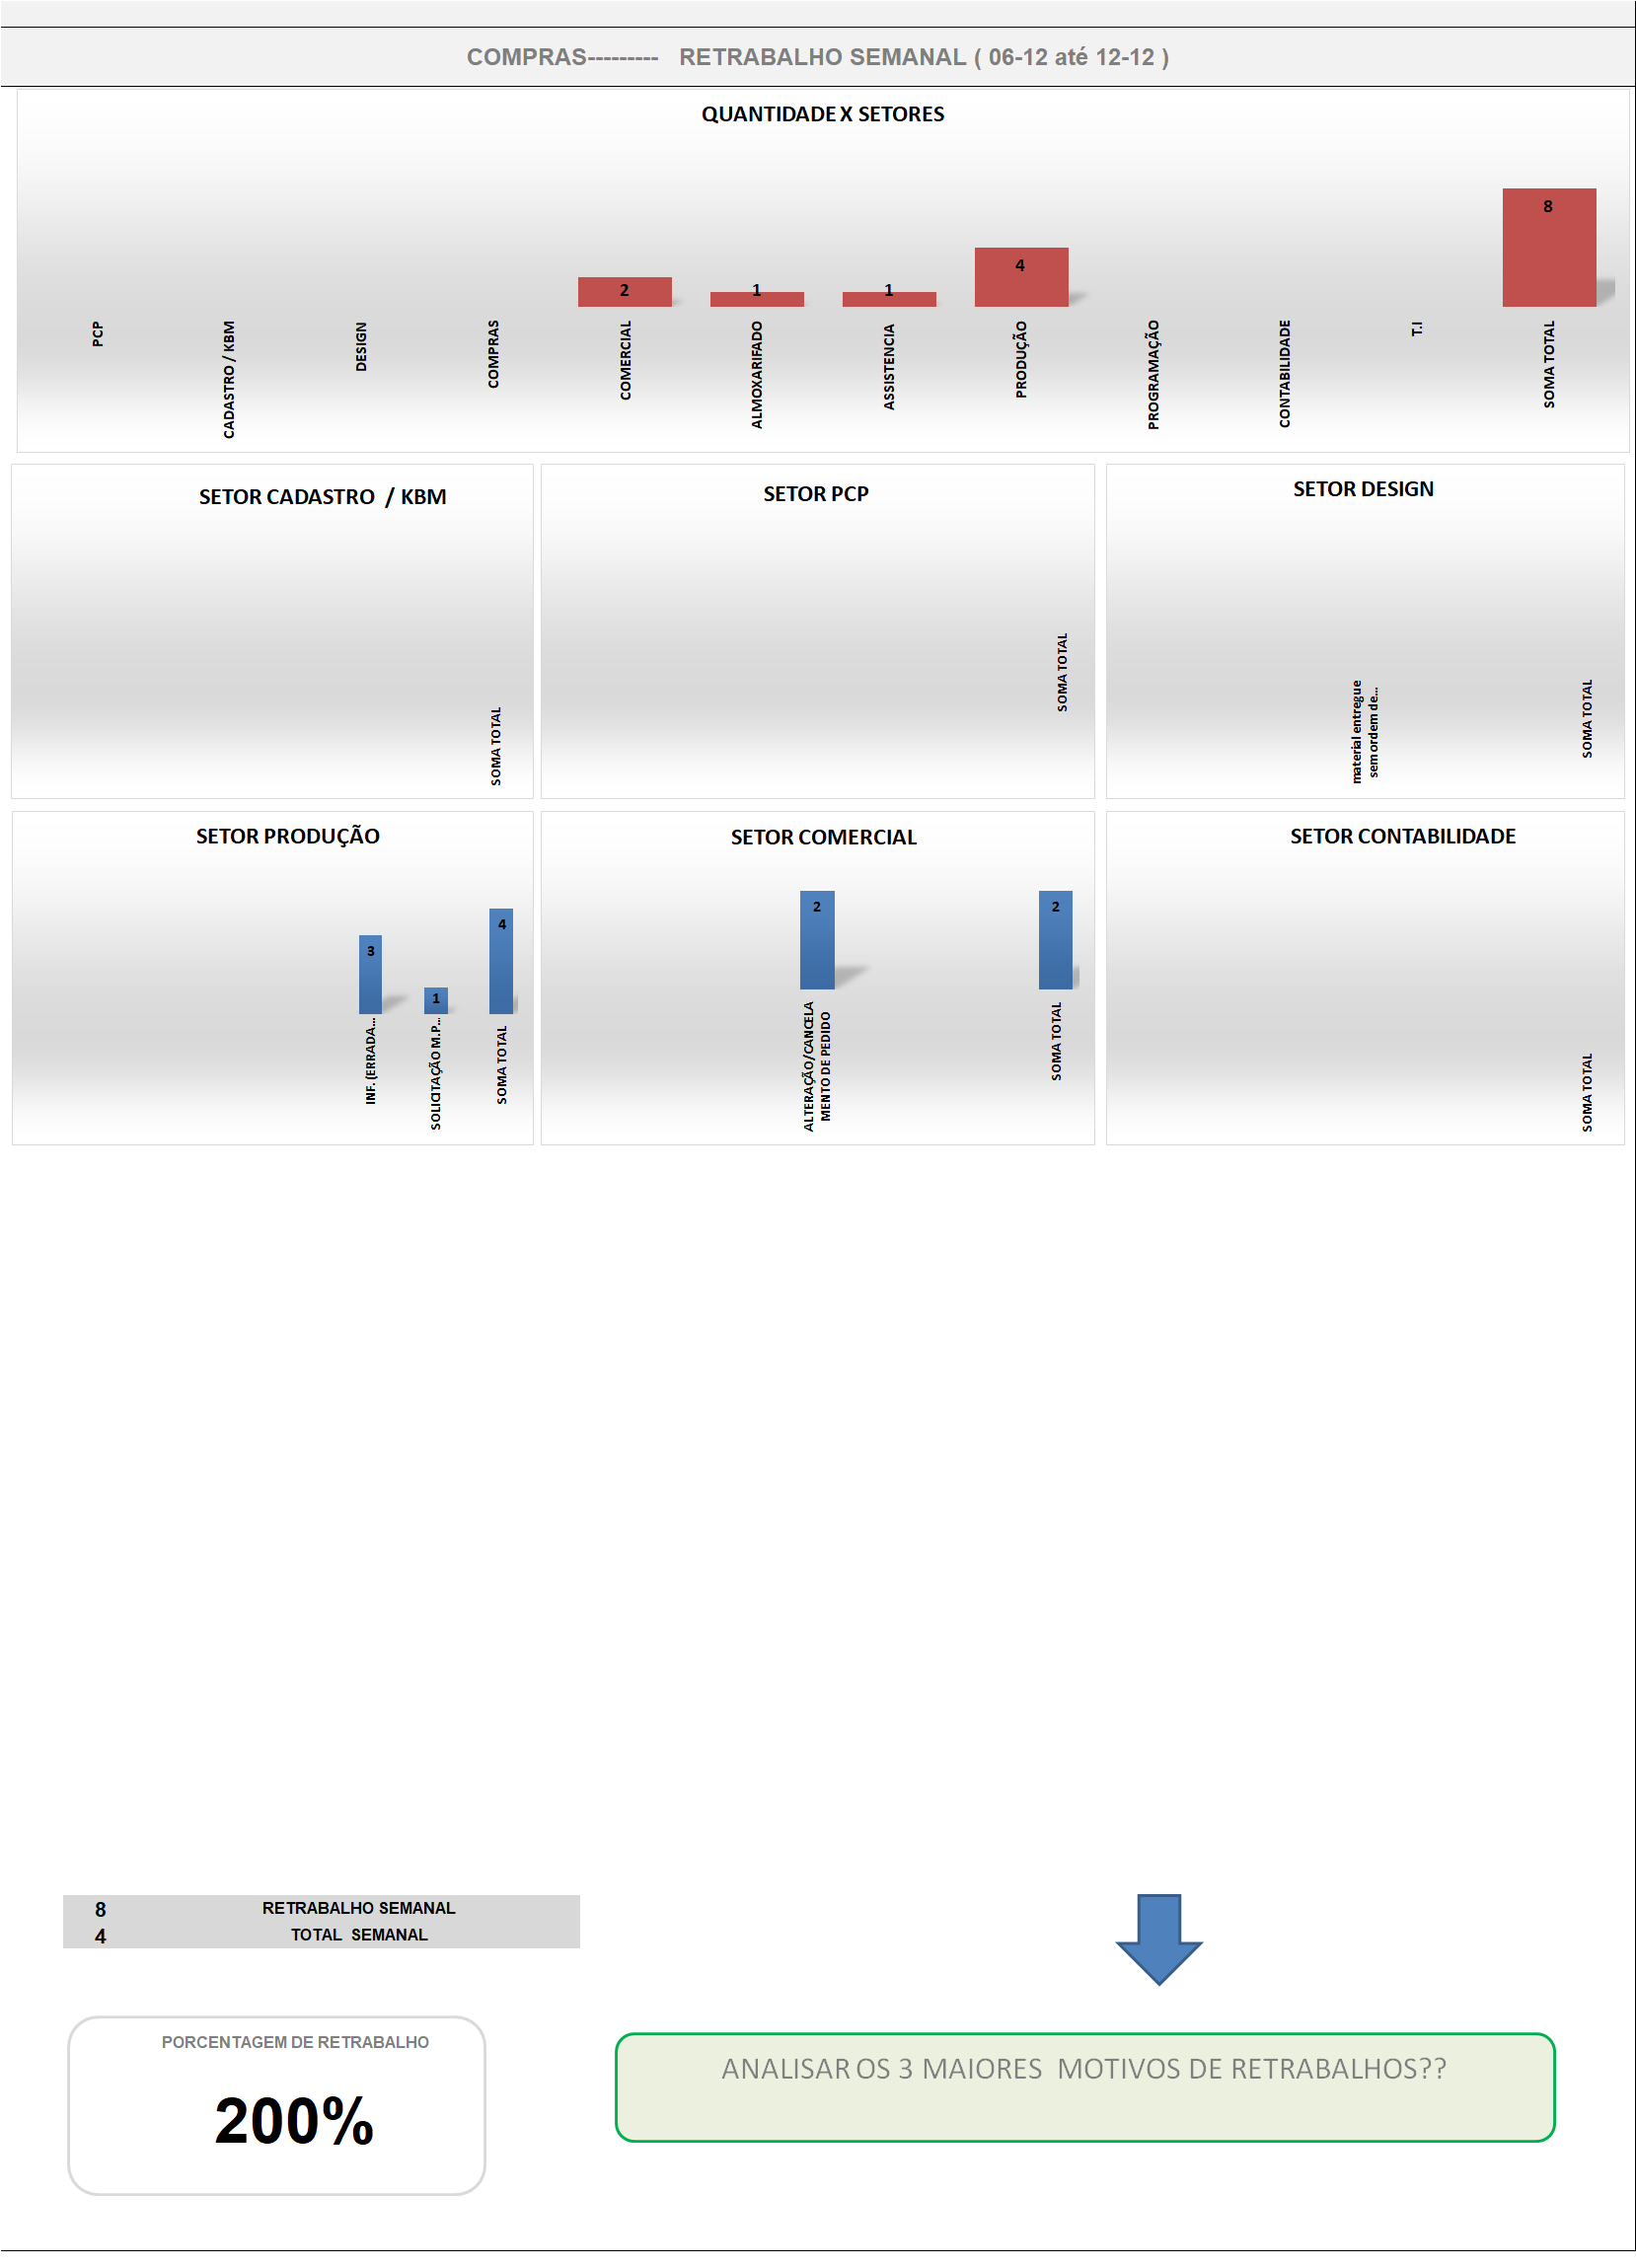 COMPRAS--------- RETRABALHO SEMANAL ( 06-12 até 12-12 )
QUANTIDADE X SETORES
8
4
2
1
1
PCP
CADASTRO / KBM
DESIGN
COMPRAS
COMERCIAL
ALMOXARIFADO
ASSISTENCIA
PRODUÇÃO
PROGRAMAÇÃO
CONTABILIDADE
T.I
SOMA TOTAL
SETOR CADASTRO / KBM
SOMA TOTAL
SETOR PCP
SOMA TOTAL
SETOR DESIGN
material entregue
sem ordem de...
SOMA TOTAL
SETOR PRODUÇÃO
3
1
4
INF. (ERRADA...
SOLICITAÇÃO M.P...
SOMA TOTAL
SETOR COMERCIAL
2
2
ALTERAÇÃO/CANCELA
MENTO DE PEDIDO
SOMA TOTAL
SETOR CONTABILIDADE
SOMA TOTAL
8 RETRABALHO SEMANAL
4 TOTAL SEMANAL
PORCENTAGEM DE RETRABALHO
200%
ANALISAR OS 3 MAIORES MOTIVOS DE RETRABALHOS??